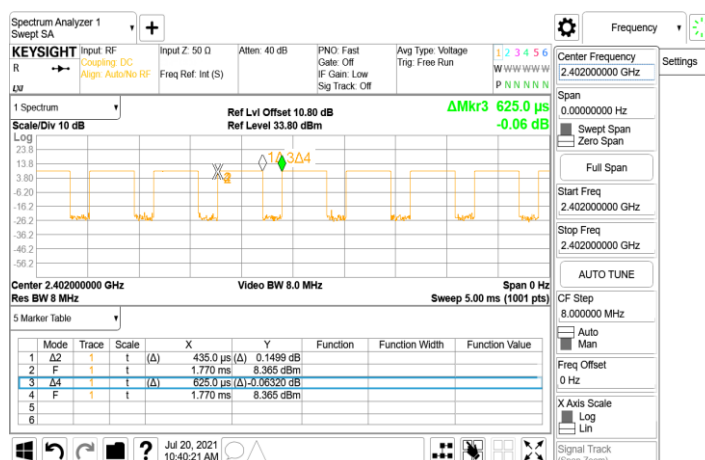 Spectrum Analyzer 1
Swept SA
Frequency
Settings
KEYSIGHT
R
Input: RF
Coupling: DC
Align: Auto/No RF
Input Z: 50 Ω
Freq Ref: Int (S)
Atten: 40 dB
PNO: Fast
Gate: Off
IF Gain: Low
Sig Track: Off
Avg Type: Voltage
Trig: Free Run
1 2 3 4 5 6
W W W W W W
P N N N N N
1 Spectrum
Scale/Div 10 dB
Log
Ref Lvl Offset 10.80 dB
Ref Level 33.80 dBm
ΔMkr3 625.0 µs
-0.06 dB
23.8
13.8
3.80
-6.20
-16.2
-26.2
-36.2
-46.2
-56.2
3Δ4
Center 2.402000000 GHz
Video BW 8.0 MHz
Span 0 Hz
Res BW 8 MHz
Sweep 5.00 ms (1001 pts)
5 Marker Table
Mode Trace Scale X Y Function Function Width Function Value
1 Δ2 1 t (Δ) 435.0 µs (Δ) 0.1499 dB
2 F 1 t 1.770 ms 8.365 dBm
3 Δ4 1 t (Δ) 625.0 µs (Δ) -0.06320 dB
4 F 1 t 1.770 ms 8.365 dBm
5
6
?
Jul 20, 2021
10:40:21 AM
Center Frequency
2.402000000 GHz
Span
0.00000000 Hz
Swept Span
Zero Span
Full Span
Start Freq
2.402000000 GHz
Stop Freq
2.402000000 GHz
AUTO TUNE
CF Step
8.000000 MHz
Auto
Man
Freq Offset
0 Hz
X Axis Scale
Log
Lin
Signal Track
(Span Zoom)